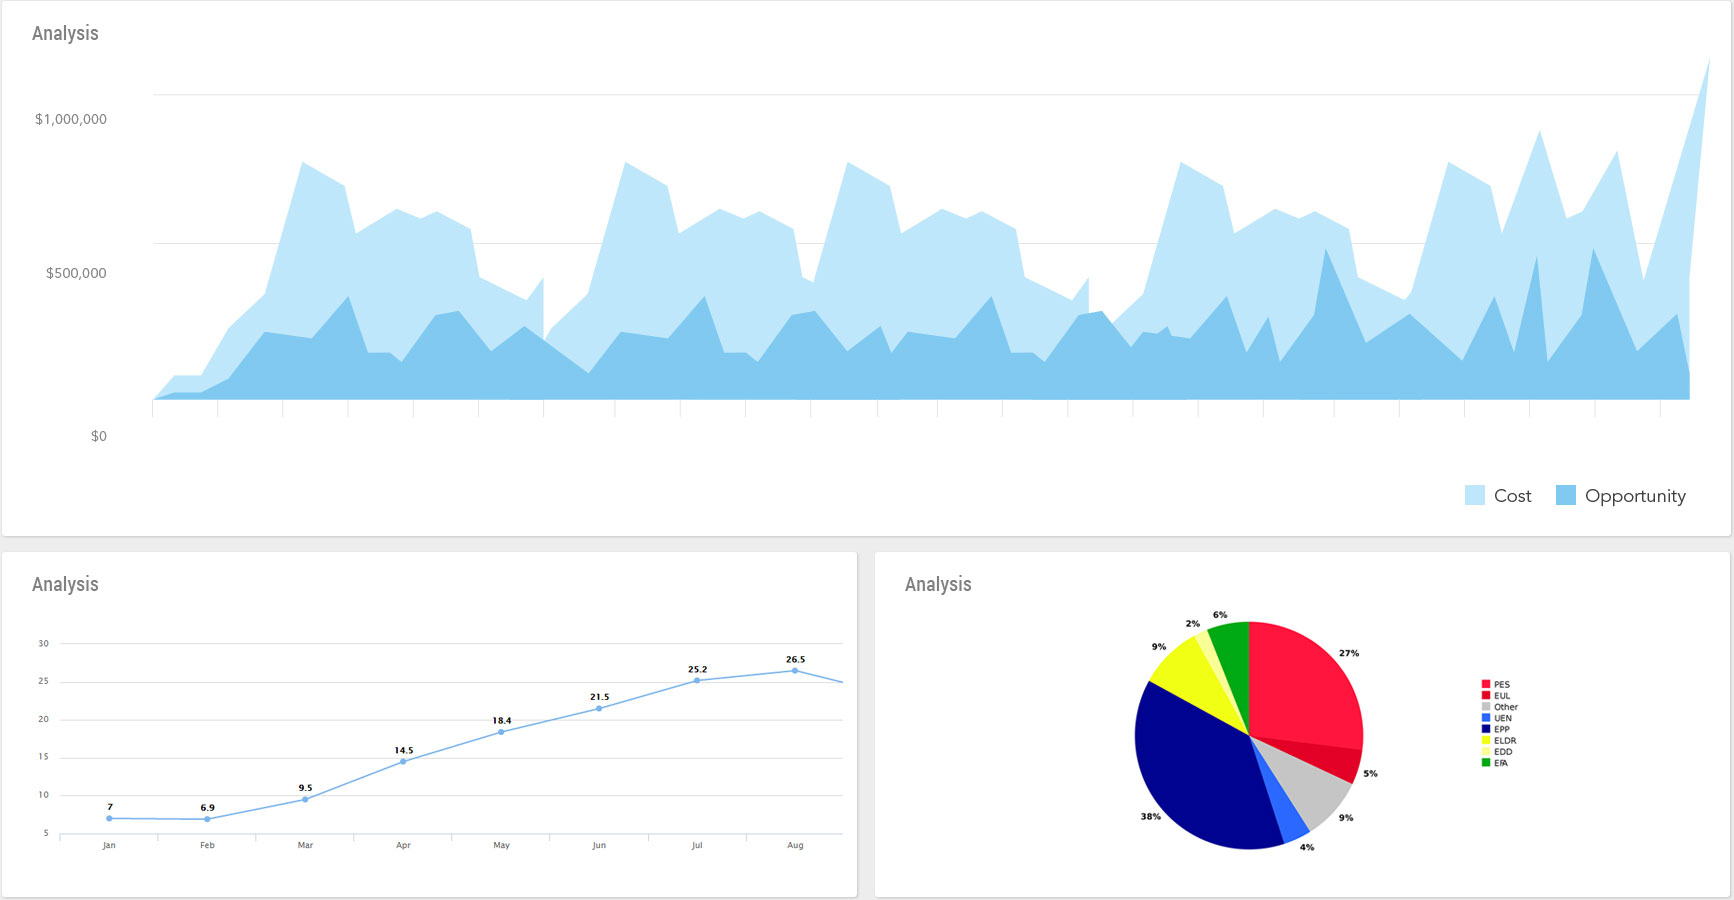 Analysis
$1,000,000
$500,000
$0
Cost Opportunity
Analysis
30
25
20
15
10
5
7
6.9
9.5
14.5
18.4
21.5
25.2
26.5
Jan Feb Mar Apr May Jun Jul Aug
Analysis
6%
2%
9%
27%
38%
5%
9%
4%
PES
EUL
Other
UEN
EPP
ELDR
EDD
EFA